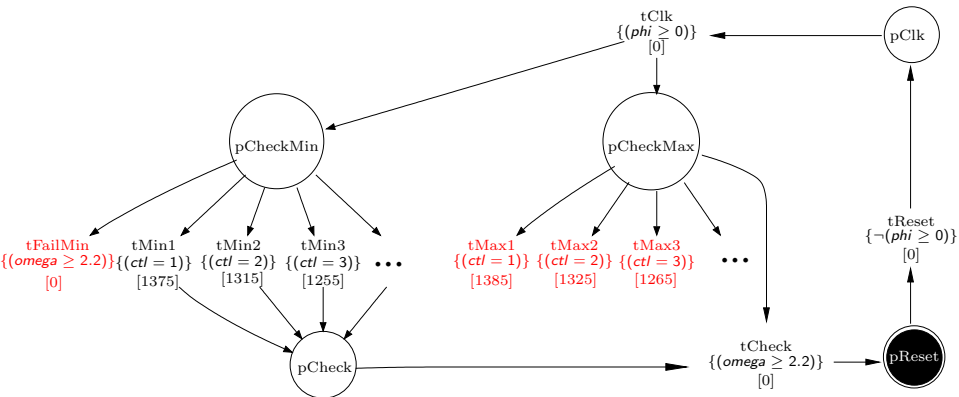 tClk
{(phi ≥ 0)}
[0]
pClk
pCheckMin
pCheckMax
tReset
{¬(phi ≥ 0)}
[0]
tFailMin
{(omega ≥ 2.2)}
[0]
tMin1
{(ctl = 1)}
[1375]
tMin2
{(ctl = 2)}
[1315]
tMin3
{(ctl = 3)}
[1255]
...
tMax1
{(ctl = 1)}
[1385]
tMax2
{(ctl = 2)}
[1325]
tMax3
{(ctl = 3)}
[1265]
...
pCheck
tCheck
{(omega ≥ 2.2)}
[0]
pReset